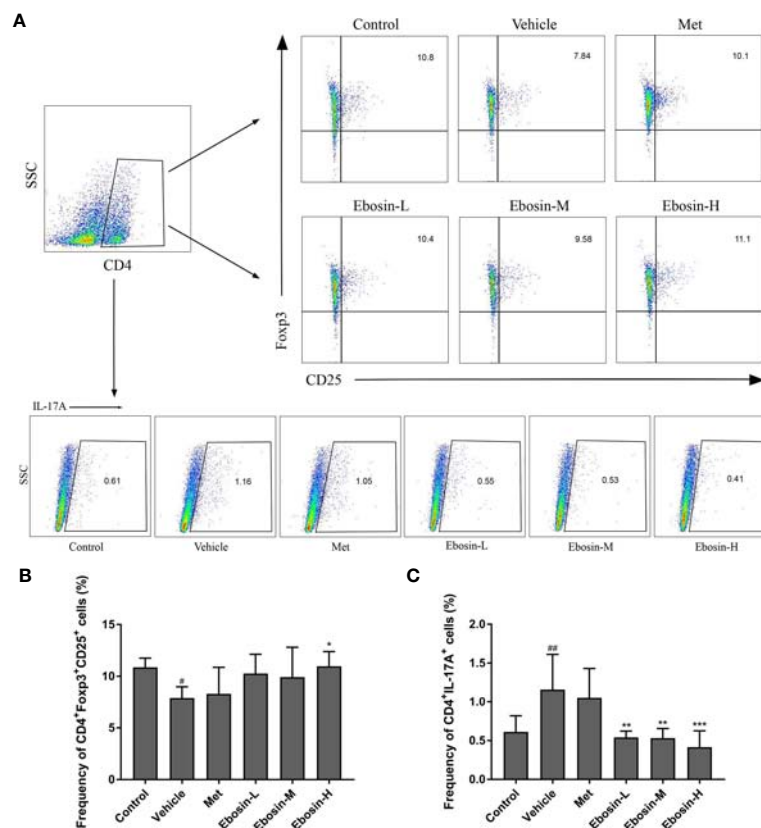 A
Control
Vehicle
Met
10.8
7.84
10.1
SSC
CD4
Ebosin-L
Ebosin-M
Ebosin-H
10.4
9.58
11.1
Foxp3
CD25
IL-17A
SSC
0.61
1.16
1.05
0.55
0.53
0.41
Control
Vehicle
Met
Ebosin-L
Ebosin-M
Ebosin-H
B
Frequency of CD4⁺Foxp3⁺CD25⁺ cells (%)
15
10
5
0
#
*
Control
Vehicle
Met
Ebosin-L
Ebosin-M
Ebosin-H
C
Frequency of CD4⁺IL-17A⁺ cells (%)
2.0
1.5
1.0
0.5
0.0
##
**
**
***
Control
Vehicle
Met
Ebosin-L
Ebosin-M
Ebosin-H